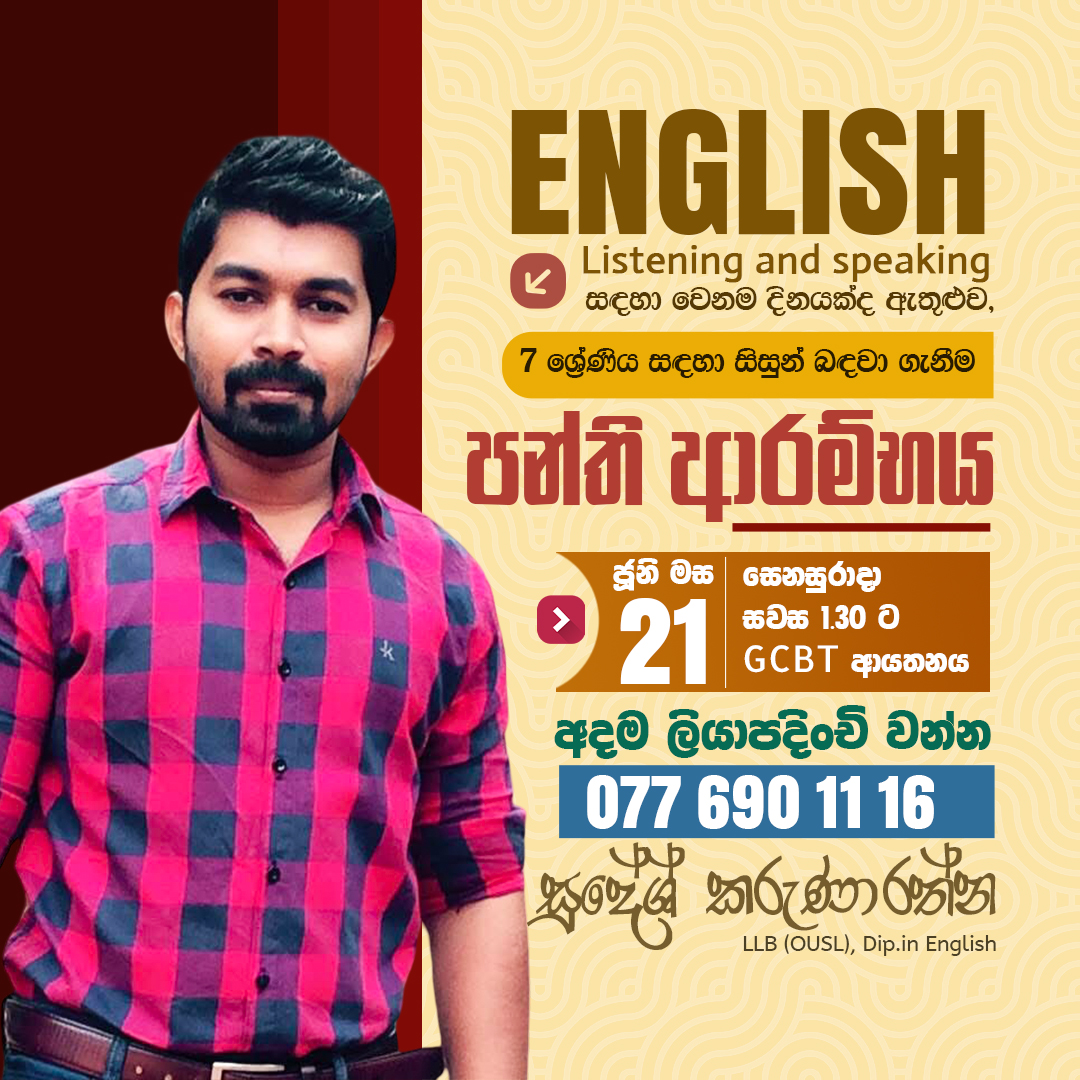 ENGLISH
Listening and speaking
සඳහා වෙනම දිනයක්ද ඇතුළුව,
7 ශ්‍රේණිය සඳහා සිසුන් බඳවා ගැනීම
පන්ති ආරම්භය
ජූනි මස
21
සෙනසුරාදා
සවස 1.30 ට
GCBT ආයතනය
අදම ලියාපදිංචි වන්න
077 690 11 16
සුදේශ් කරුණාරත්න
LLB (OUSL), Dip.in English